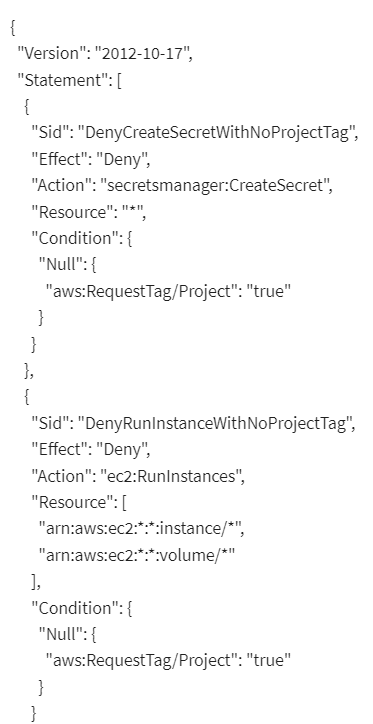 {
  "Version": "2012-10-17",
  "Statement": [
    {
      "Sid": "DenyCreateSecretWithNoProjectTag",
      "Effect": "Deny",
      "Action": "secretsmanager:CreateSecret",
      "Resource": "*",
      "Condition": {
        "Null": {
          "aws:RequestTag/Project": "true"
        }
      }
    },
    {
      "Sid": "DenyRunInstanceWithNoProjectTag",
      "Effect": "Deny",
      "Action": "ec2:RunInstances",
      "Resource": [
        "arn:aws:ec2:*:*:instance/*",
        "arn:aws:ec2:*:*:volume/*"
      ],
      "Condition": {
        "Null": {
          "aws:RequestTag/Project": "true"
        }
      }